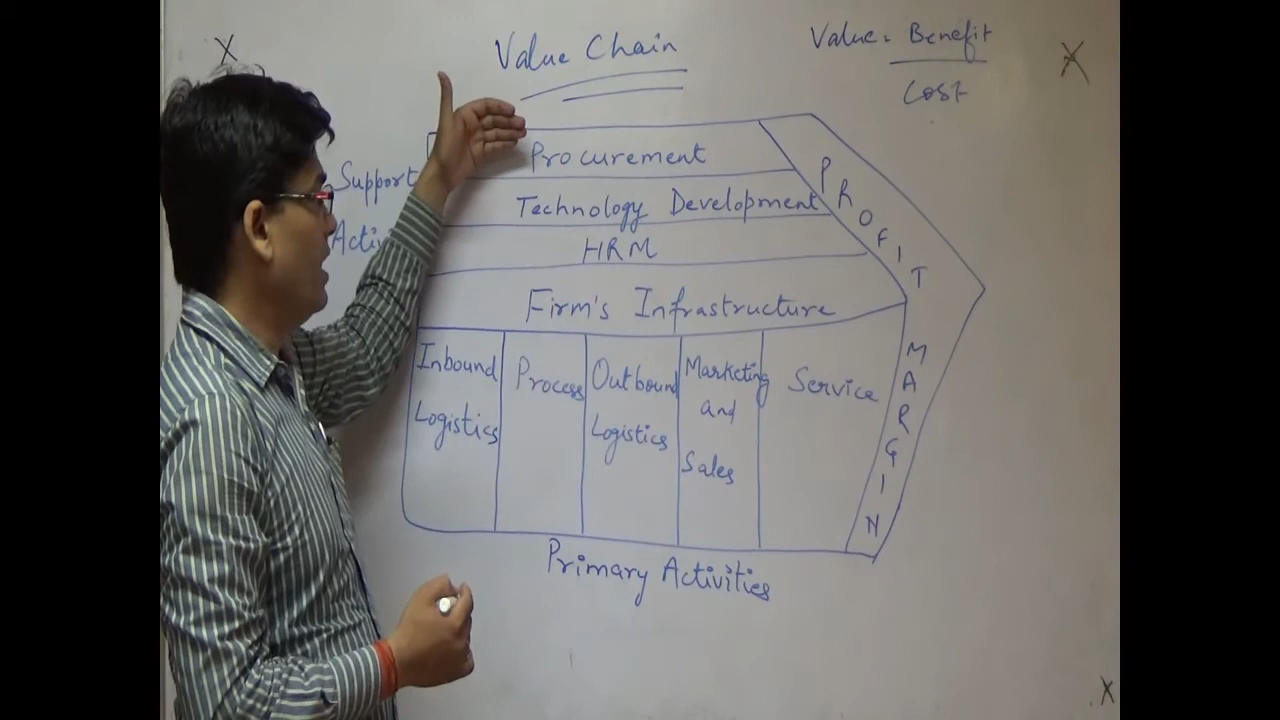 Value Chain
Value = Benefit
Cost
Support
Procurement
Technology Development
HRM
Firm's Infrastructure
PROFIT MARGIN
Inbound
Logistics
Process
Outbound
Logistics
Marketing
and
Sales
Service
Primary Activities
X
X
X